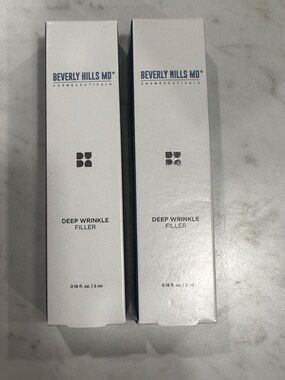 BEVERLY HILLS MD®
COSMECEUTICALS
DEEP WRINKLE
FILLER
0.16 fl. oz. | 5 ml
BEVERLY HILLS MD®
COSMECEUTICALS
DEEP WRINKLE
FILLER
0.16 fl. oz. | 5 ml